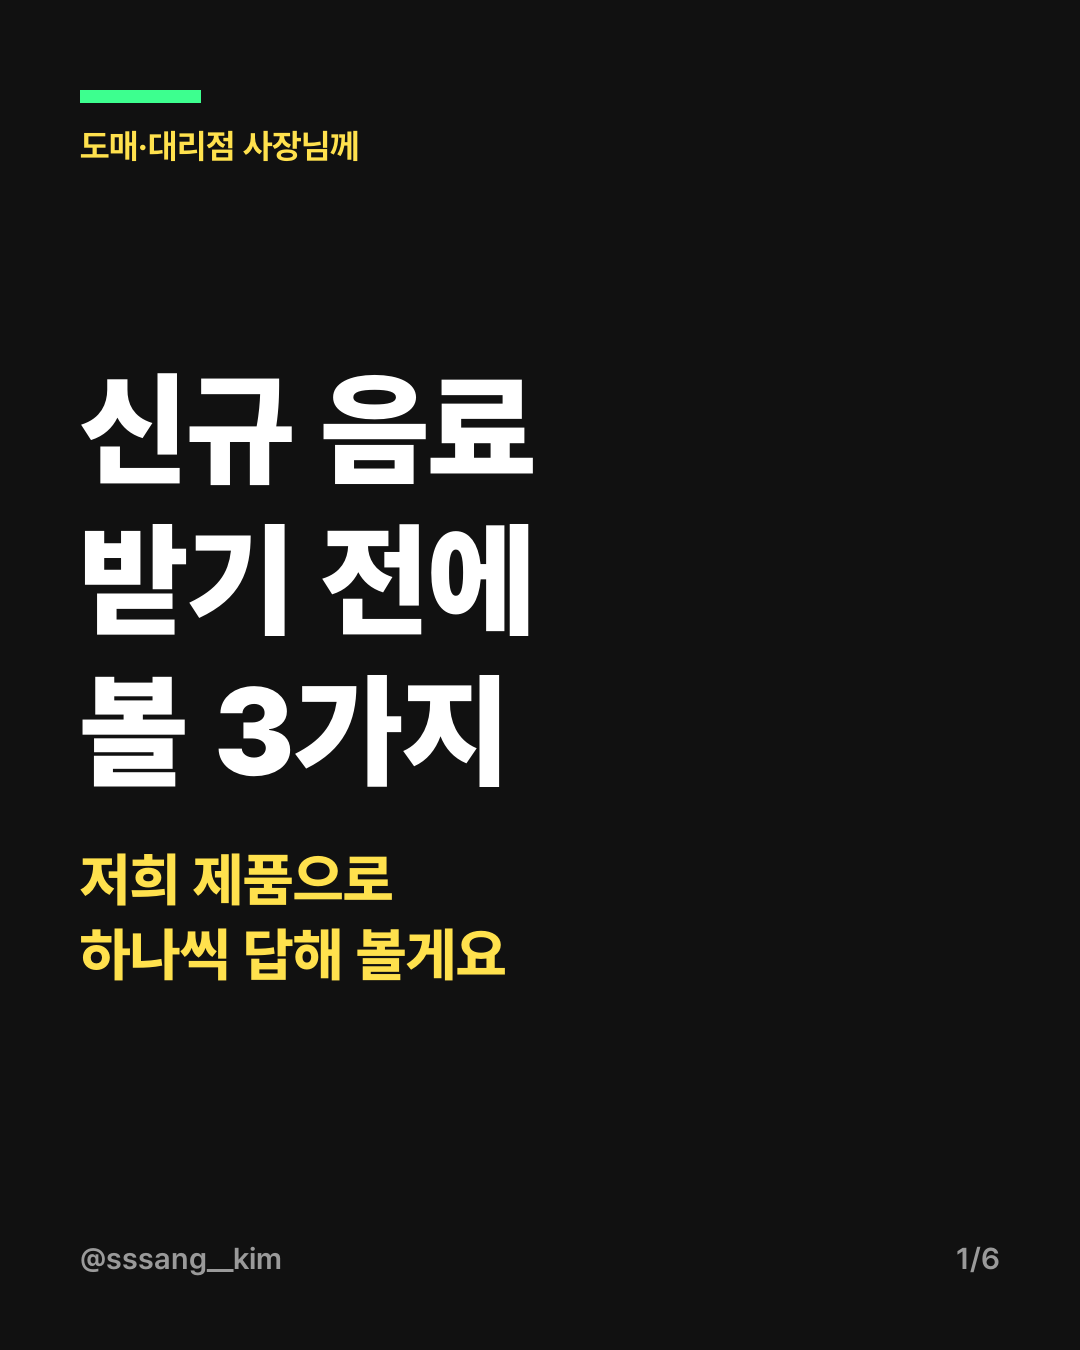 도매·대리점 사장님께
신규 음료
받기 전에
볼 3가지
저희 제품으로
하나씩 답해 볼게요
@sssang__kim
1/6